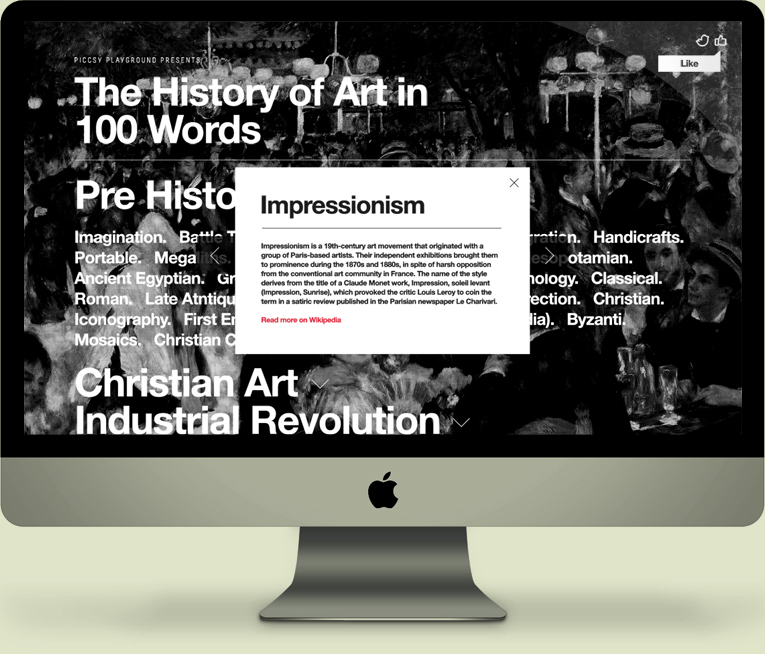 PICCSY PLAYGROUND PRESENTS
Like
The History of Art in
100 Words
Pre Histo
Impressionism
Impressionism is a 19th-century art movement that originated with a
group of Paris-based artists. Their independent exhibitions brought them
to prominence during the 1870s and 1880s, in spite of harsh opposition
from the conventional art community in France. The name of the style
derives from the title of a Claude Monet work, Impression, soleil levant
(Impression, Sunrise), which provoked the critic Louis Leroy to coin the
term in a satiric review published in the Parisian newspaper Le Charivari.
Read more on Wikipedia
Imagination. Battle T ration. Handicrafts.
Portable. Megaliths. Mesopotamian.
Ancient Egyptian. Gr nology. Classical.
Roman. Late Atntiqu rection. Christian.
Iconography. First En lia). Byzanti.
Mosaics. Christian C
Christian Art
Industrial Revolution